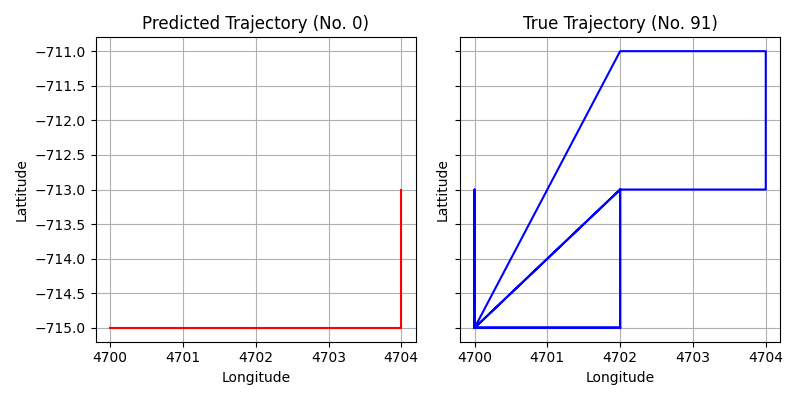 Predicted Trajectory (No. 0)
True Trajectory (No. 91)
Lattitude
−711.0
−711.5
−712.0
−712.5
−713.0
−713.5
−714.0
−714.5
−715.0
4700 4701 4702 4703 4704
Longitude
Lattitude
4700 4701 4702 4703 4704
Longitude